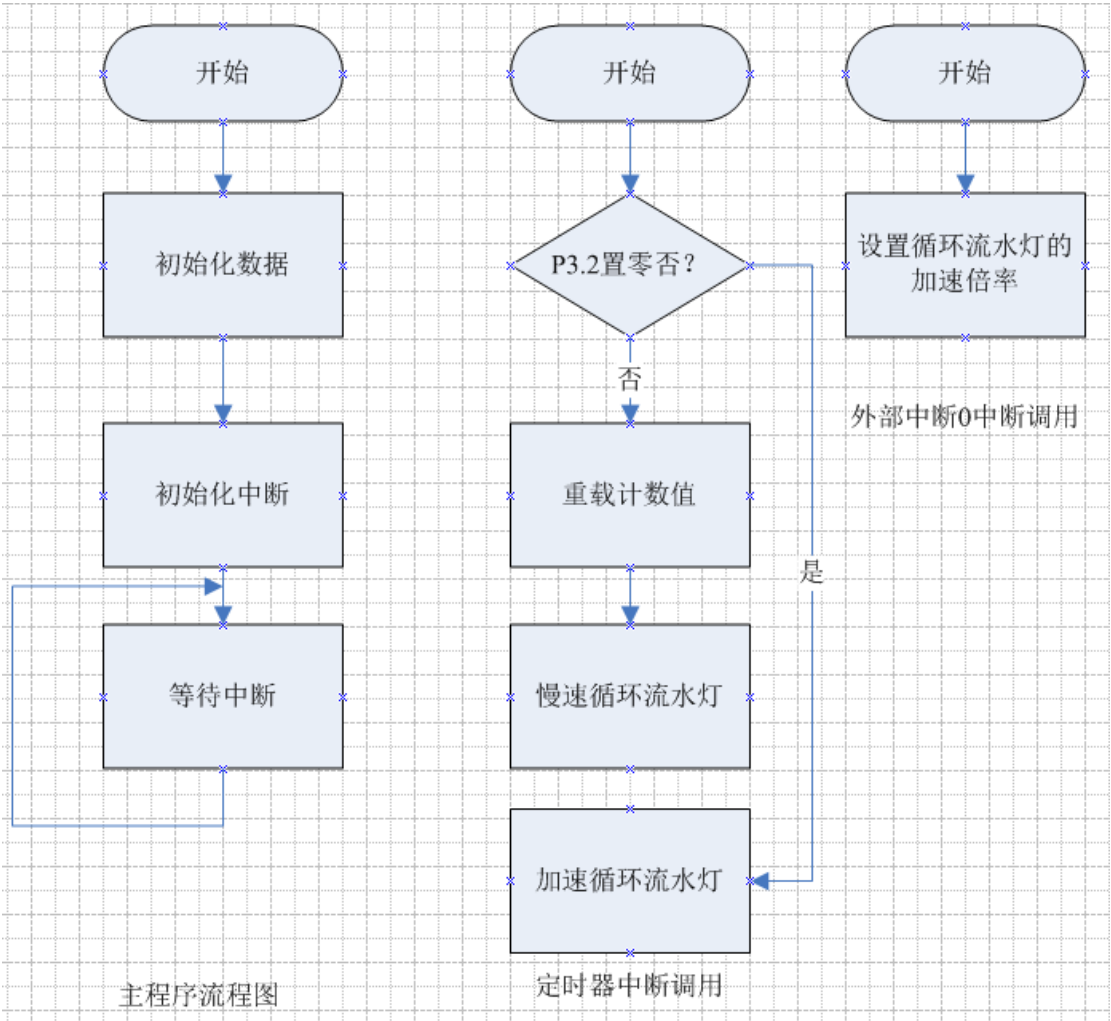 开始
初始化数据
初始化中断
等待中断
主程序流程图
开始
P3.2置零否？
否
是
重载计数值
慢速循环流水灯
加速循环流水灯
定时器中断调用
开始
设置循环流水灯的
加速倍率
外部中断0中断调用